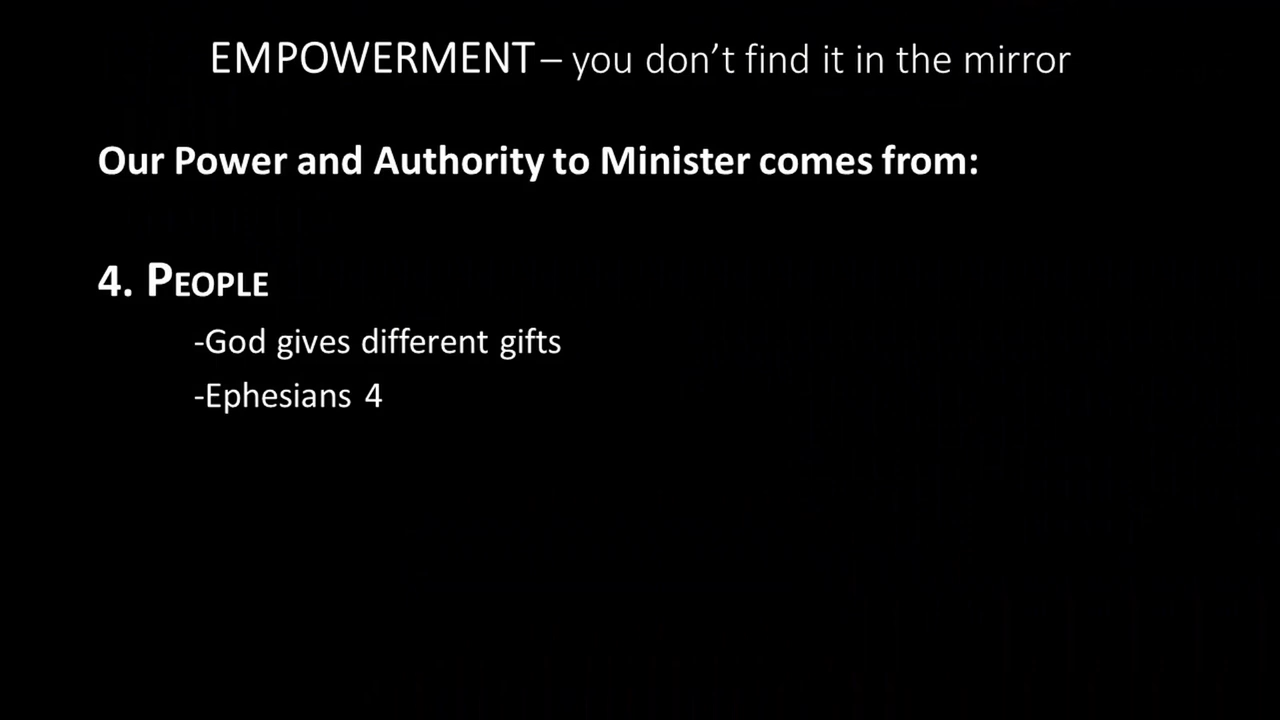 EMPOWERMENT – you don’t find it in the mirror
Our Power and Authority to Minister comes from:
4. PEOPLE
-God gives different gifts
-Ephesians 4